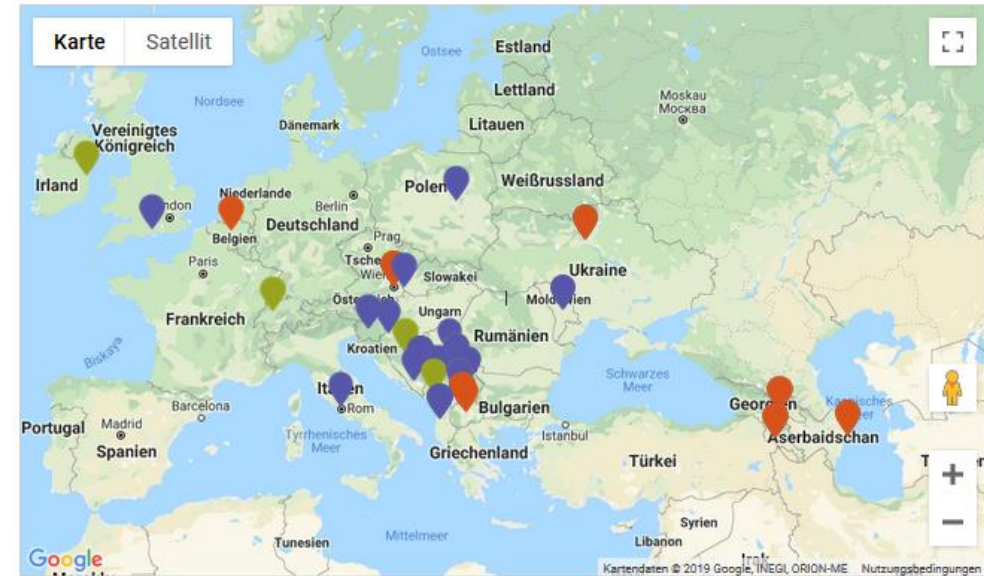 Karte Satellit
Ostsee
Estland
Lettland
Nordsee
Moskau
Москва
Dänemark
Litauen
Vereinigtes
Königreich
Irland
Niederlande
Polen
Weißrussland
Berlin
Deutschland
Belgien
Prag
Paris
Slowakei
Ukraine
Frankreich
Ungarn
Rumänien
Kroatien
Biskaya
Schwarzes
Meer
Rom
Barcelona
Bulgarien
Portugal
Madrid
Spanien
Tyrrhenisches
Meer
Istanbul
Aserbaidschan
Griechenland
Türkei
Syrien
Mittelmeer
Tunesien
Libanon
Irak
Google
Kartendaten © 2019 Google, INEGI, ORION-ME Nutzungsbedingungen